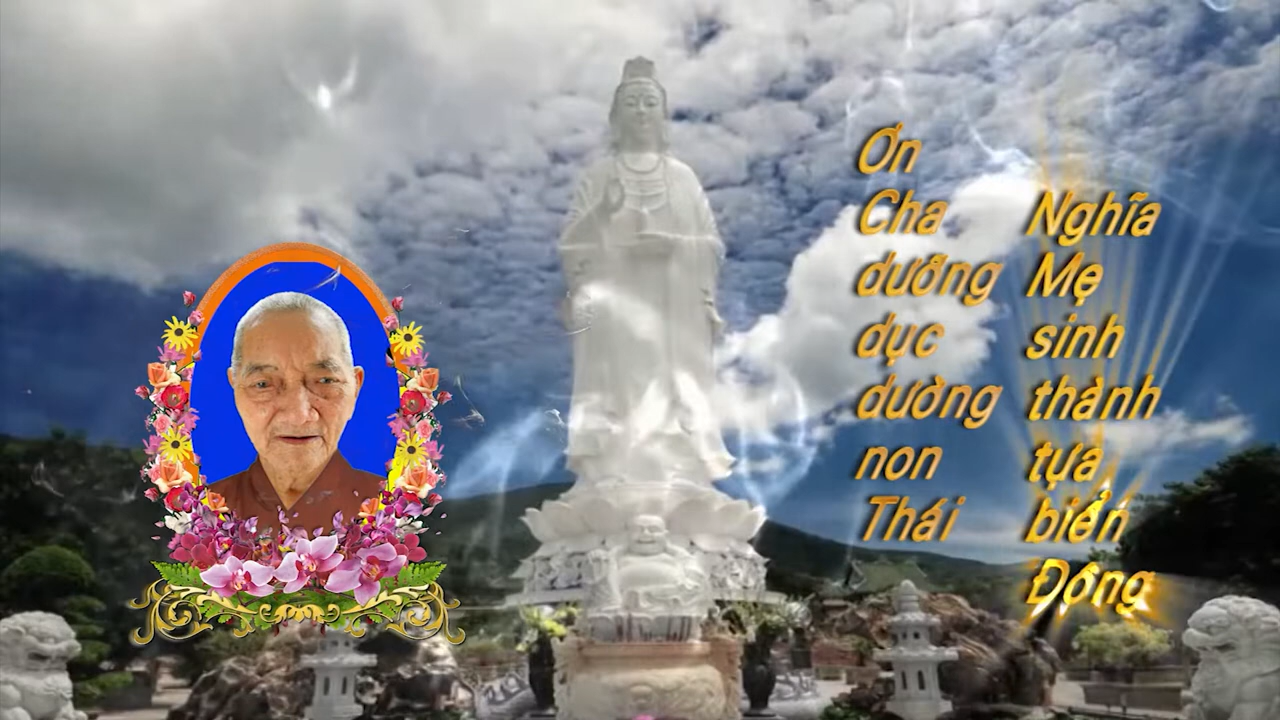 Ơn
Cha
dưỡng
dục
dường
non
Thái
Nghĩa
Mẹ
sinh
thành
tựa
biển
Đông